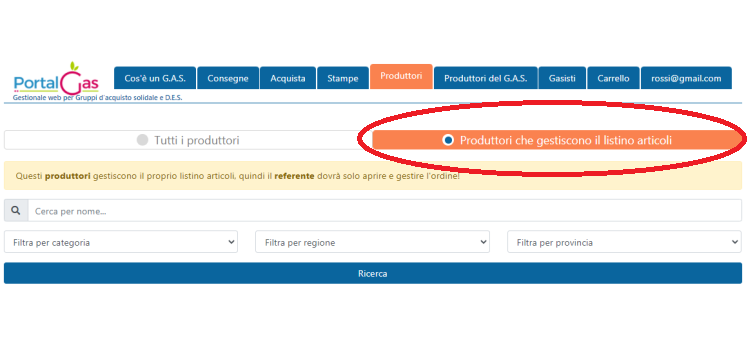 PortalGas
Gestionale web per Gruppi d'acquisto solidale e D.E.S.
Cos'è un G.A.S.
Consegne
Acquista
Stampe
Produttori
Produttori del G.A.S.
Gasisti
Carrello
rossi@gmail.com
Tutti i produttori
Produttori che gestiscono il listino articoli
Questi produttori gestiscono il proprio listino articoli, quindi il referente dovrà solo aprire e gestire l'ordine!
Cerca per nome...
Filtra per categoria
Filtra per regione
Filtra per provincia
Ricerca